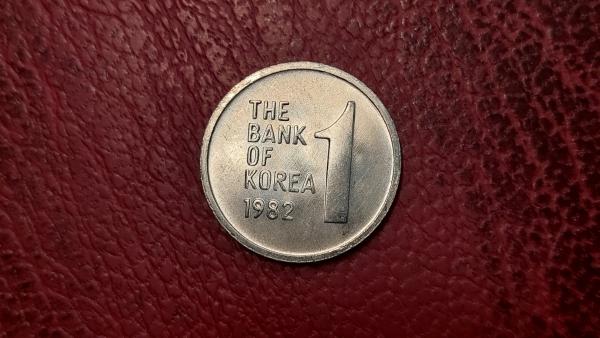 THE
BANK
OF
KOREA
1982
1